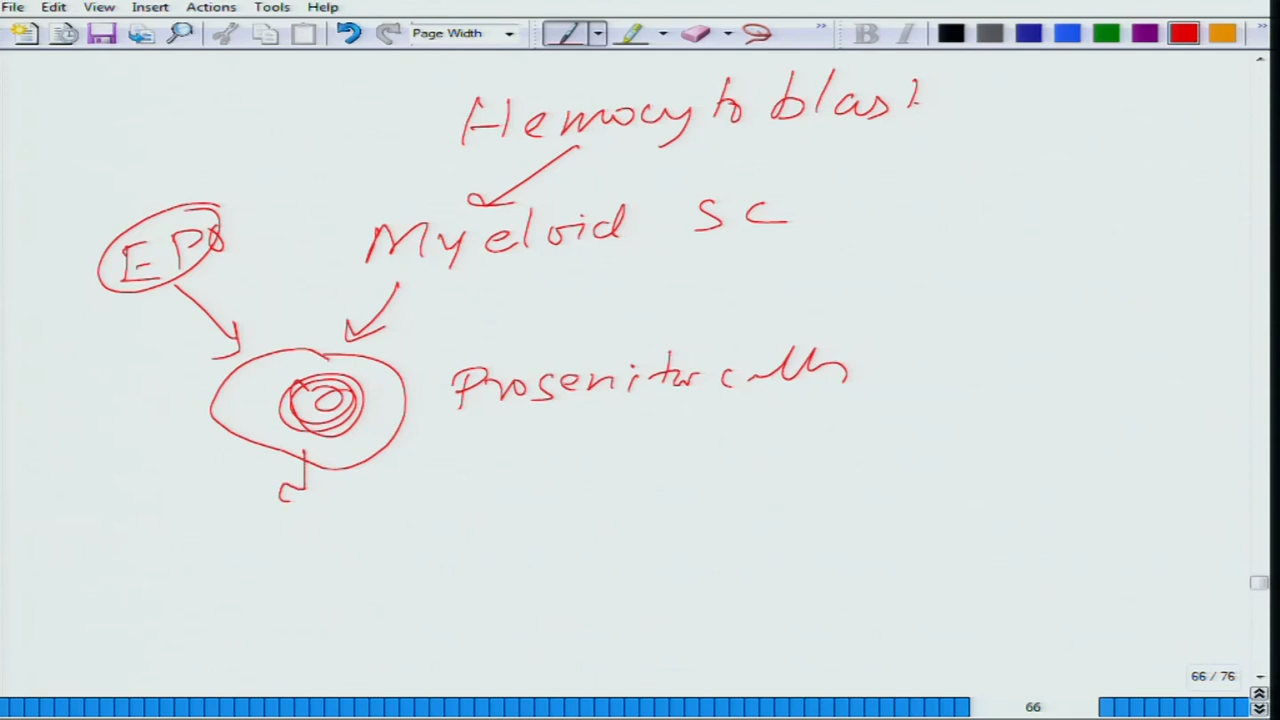 File Edit View Insert Actions Tools Help
Page Width
B I
Hemocytoblast
Myeloid SC
EPO
Progenitor cells
66 / 76
66